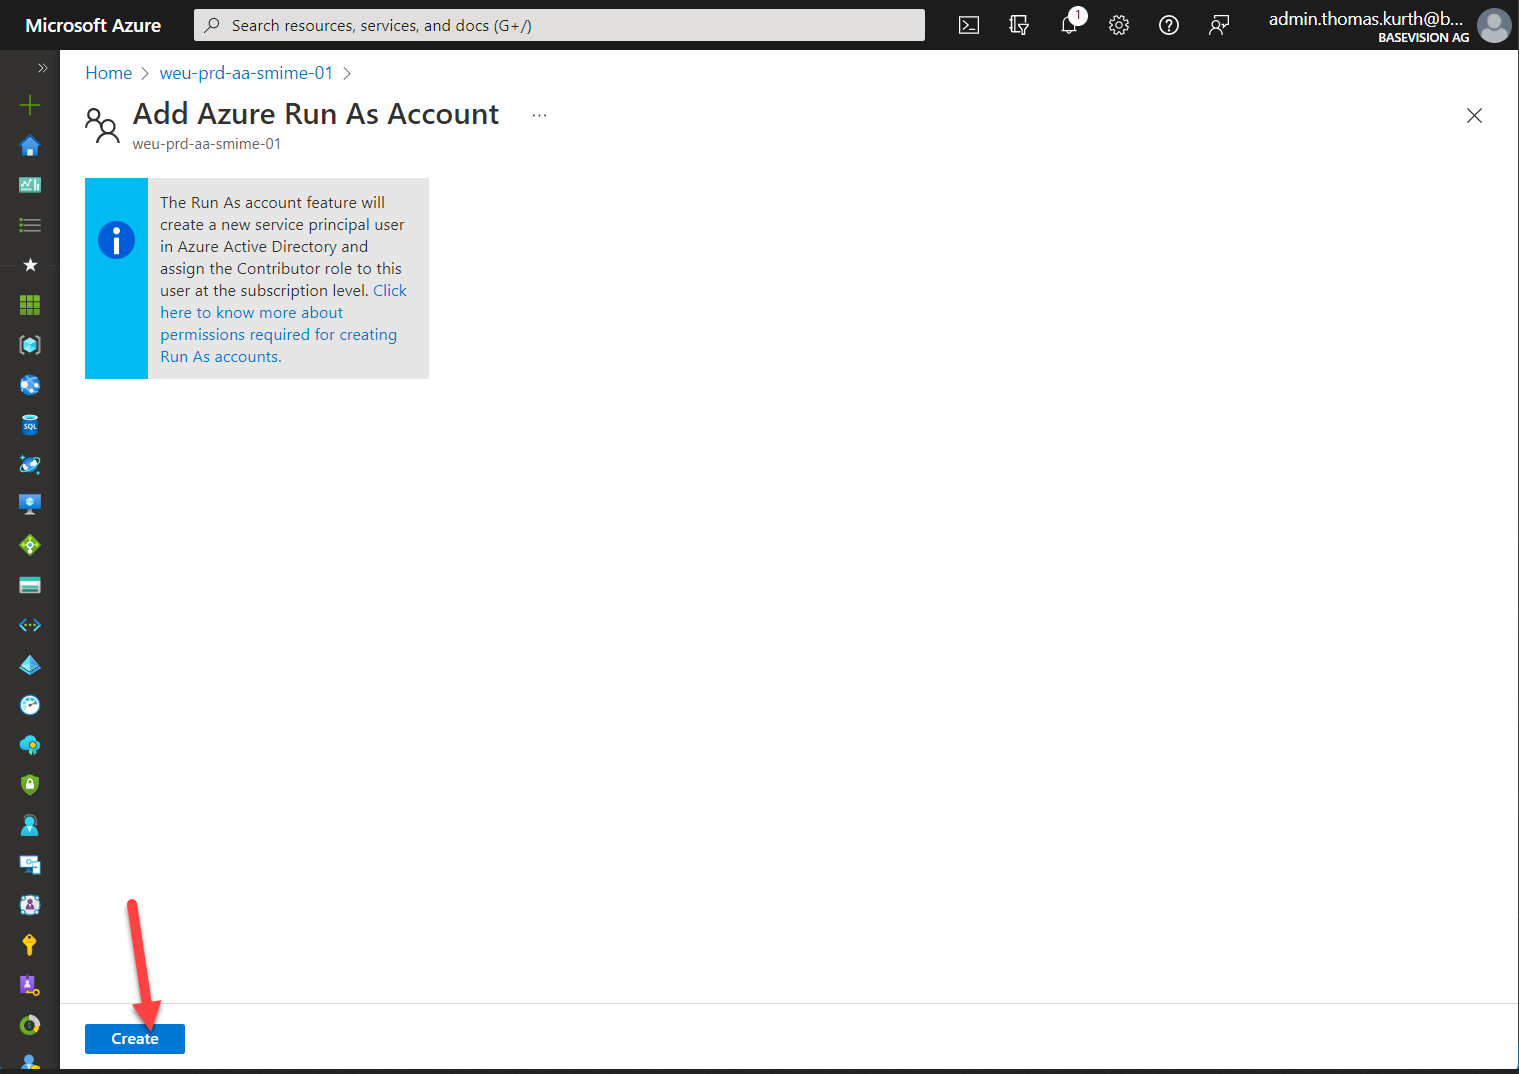 Microsoft Azure
Search resources, services, and docs (G+/)
1
admin.thomas.kurth@b...
BASEVISION AG
Home > weu-prd-aa-smime-01 >
Add Azure Run As Account ...
weu-prd-aa-smime-01
The Run As account feature will
create a new service principal user
in Azure Active Directory and
assign the Contributor role to this
user at the subscription level. Click
here to know more about
permissions required for creating
Run As accounts.
SQL
Create